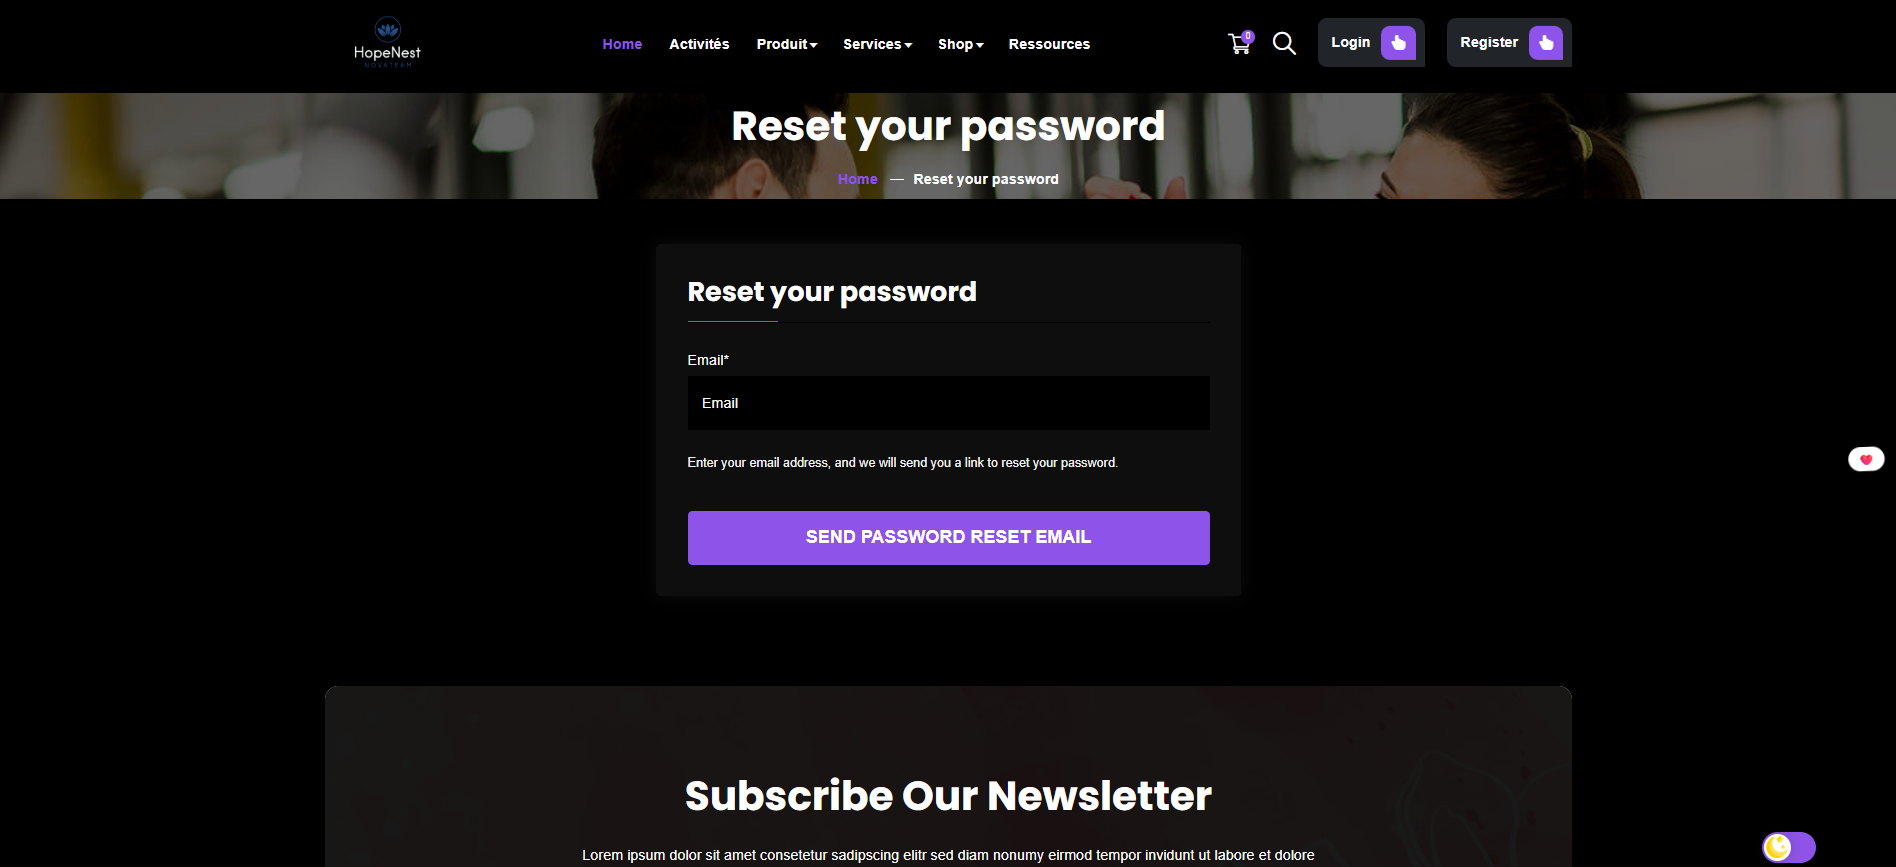 HopeNest
NOVATEAM
Home
Activités
Produit
Services
Shop
Ressources
0
Login
Register
Reset your password
Home — Reset your password
Reset your password
Email*
Email
Enter your email address, and we will send you a link to reset your password.
SEND PASSWORD RESET EMAIL
Subscribe Our Newsletter
Lorem ipsum dolor sit amet consetetur sadipscing elitr sed diam nonumy eirmod tempor invidunt ut labore et dolore